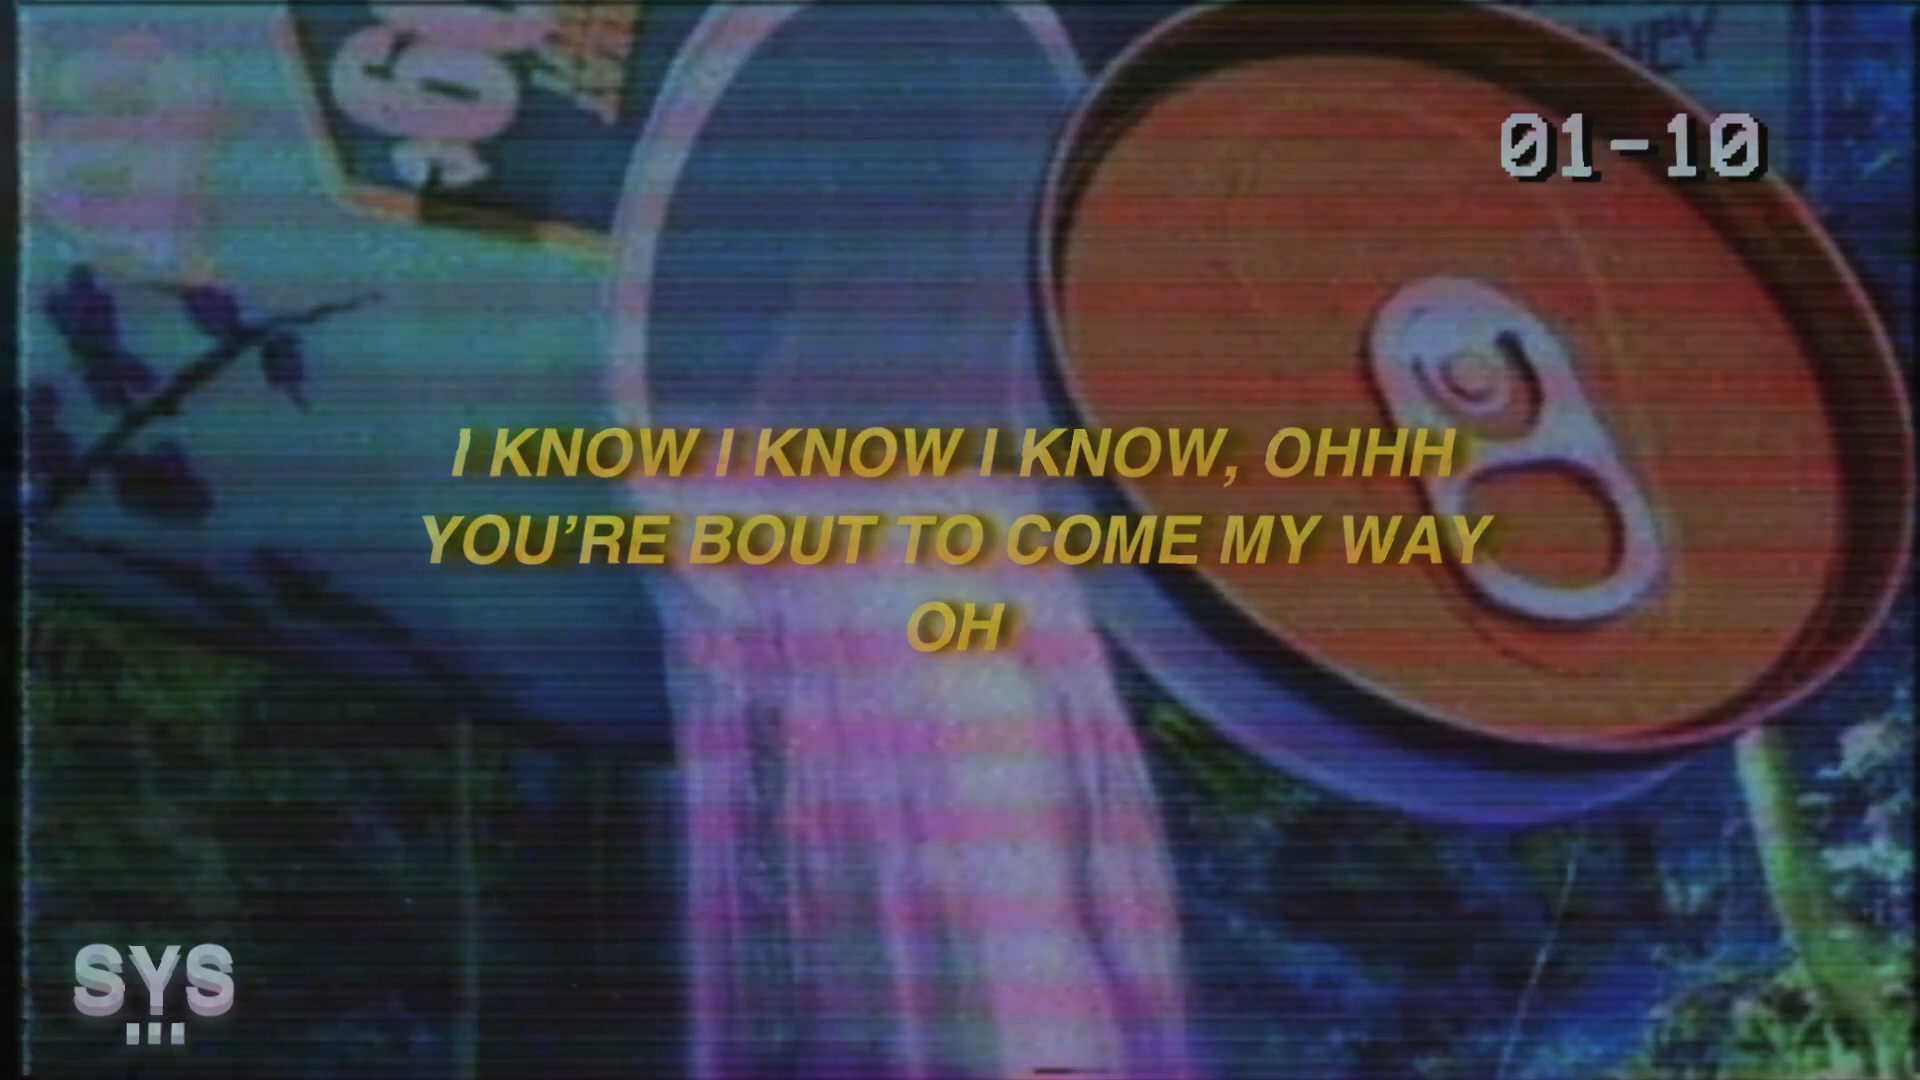 01-10
I KNOW I KNOW I KNOW, OHHH
YOU'RE BOUT TO COME MY WAY
OH
SYS